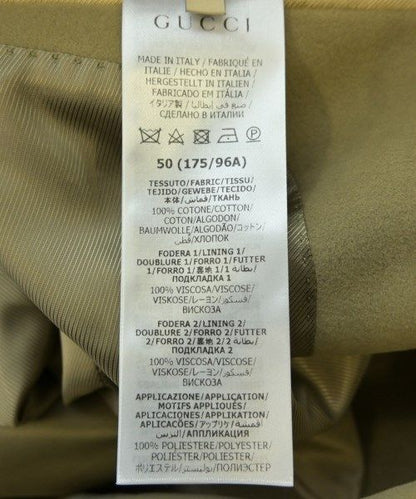 GUCCI
MADE IN ITALY / FABRIQUÉ EN
ITALIE / HECHO EN ITALIA /
HERGESTELLT IN ITALIEN /
FABRICADO EM ITÁLIA /
イタリア製 / صنع في إيطاليا /
СДЕЛАНО В ИТАЛИИ
50 (175/96A)
TESSUTO/FABRIC/TISSU/
TEJIDO/GEWEBE/TECIDO/
本体/قماش/ТКАНЬ
100% COTONE/COTTON/
COTON/ALGODON/
BAUMWOLLE/ALGODÃO/コットン/
قطن/ХЛОПОК
FODERA 1/LINING 1/
DOUBLURE 1/FORRO 1/FUTTER
1/FORRO 1/裏地 1/بطانة 1/
ПОДКЛАДКА 1
100% VISCOSA/VISCOSE/
VISKOSE/レーヨン/فسكوز/
ВИСКОЗА
FODERA 2/LINING 2/
DOUBLURE 2/FORRO 2/FUTTER
2/FORRO 2/裏地 2/بطانة 2/
ПОДКЛАДКА 2
100% VISCOSA/VISCOSE/
VISKOSE/レーヨン/فسكوز/
ВИСКОЗА
APPLICAZIONE/APPLICATION/
MOTIFS APPLIQUÉS/
APLICACIONES/APPLIKATION/
APLICAÇÕES/アップリケ/أقمشة
التزيين/АППЛИКАЦИЯ
100% POLIESTERE/POLYESTER/
POLIÉSTER/POLIESTER/
ポリエステル/بوليستر/ПОЛИЭСТЕР